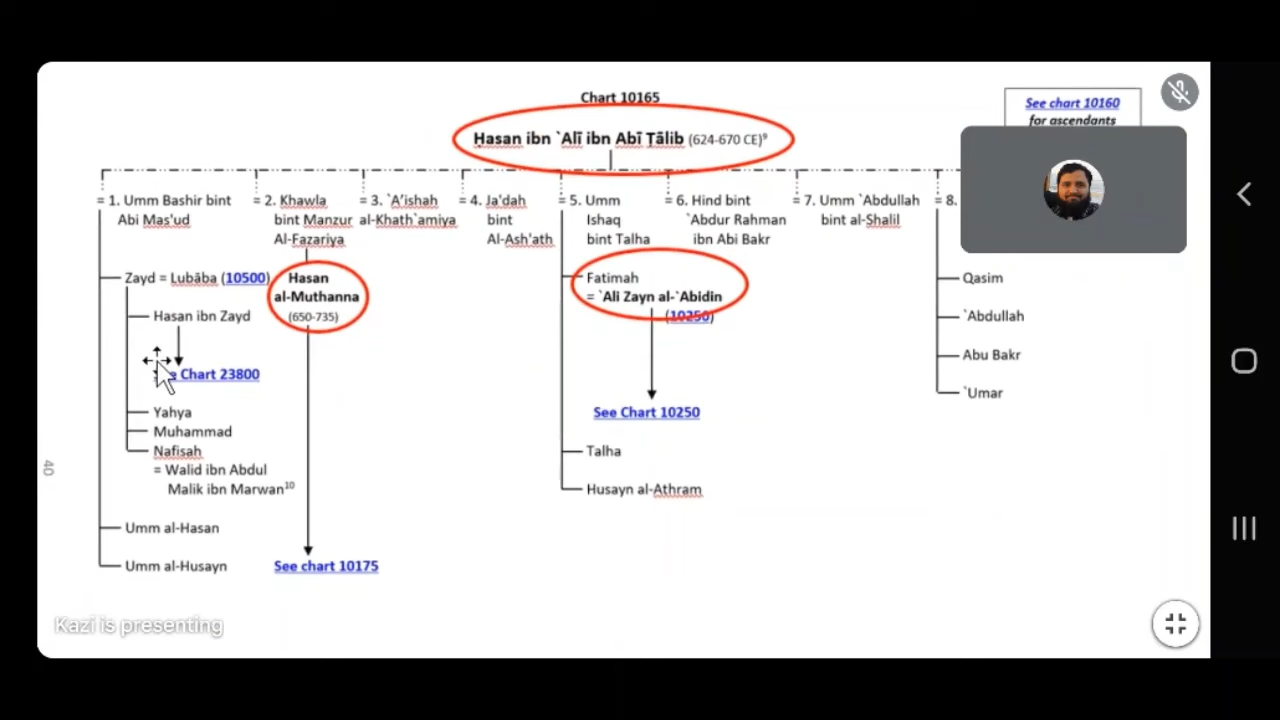 Chart 10165
Ḥasan ibn `Alī ibn Abī Ṭālib (624-670 CE)⁹
See chart 10160
for ascendants
= 1. Umm Bashir bint
Abi Mas'ud
= 2. Khawla
bint Manzur
Al-Fazariya
= 3. `A'ishah
al-Khath`amiya
= 4. Ja'dah
bint
Al-Ash'ath
= 5. Umm
Ishaq
bint Talha
= 6. Hind bint
`Abdur Rahman
ibn Abi Bakr
= 7. Umm `Abdullah
bint al-Shalil
= 8.
Zayd = Lubāba (10500)
Hasan ibn Zayd
Chart 23800
Yahya
Muhammad
Nafisah
= Walid ibn Abdul
Malik ibn Marwan¹⁰
Umm al-Hasan
Umm al-Husayn
Hasan
al-Muthanna
(650-735)
See chart 10175
Fatimah
= `Ali Zayn al-`Abidin
(10250)
See Chart 10250
Talha
Husayn al-Athram
Qasim
`Abdullah
Abu Bakr
`Umar
40
Kazi is presenting